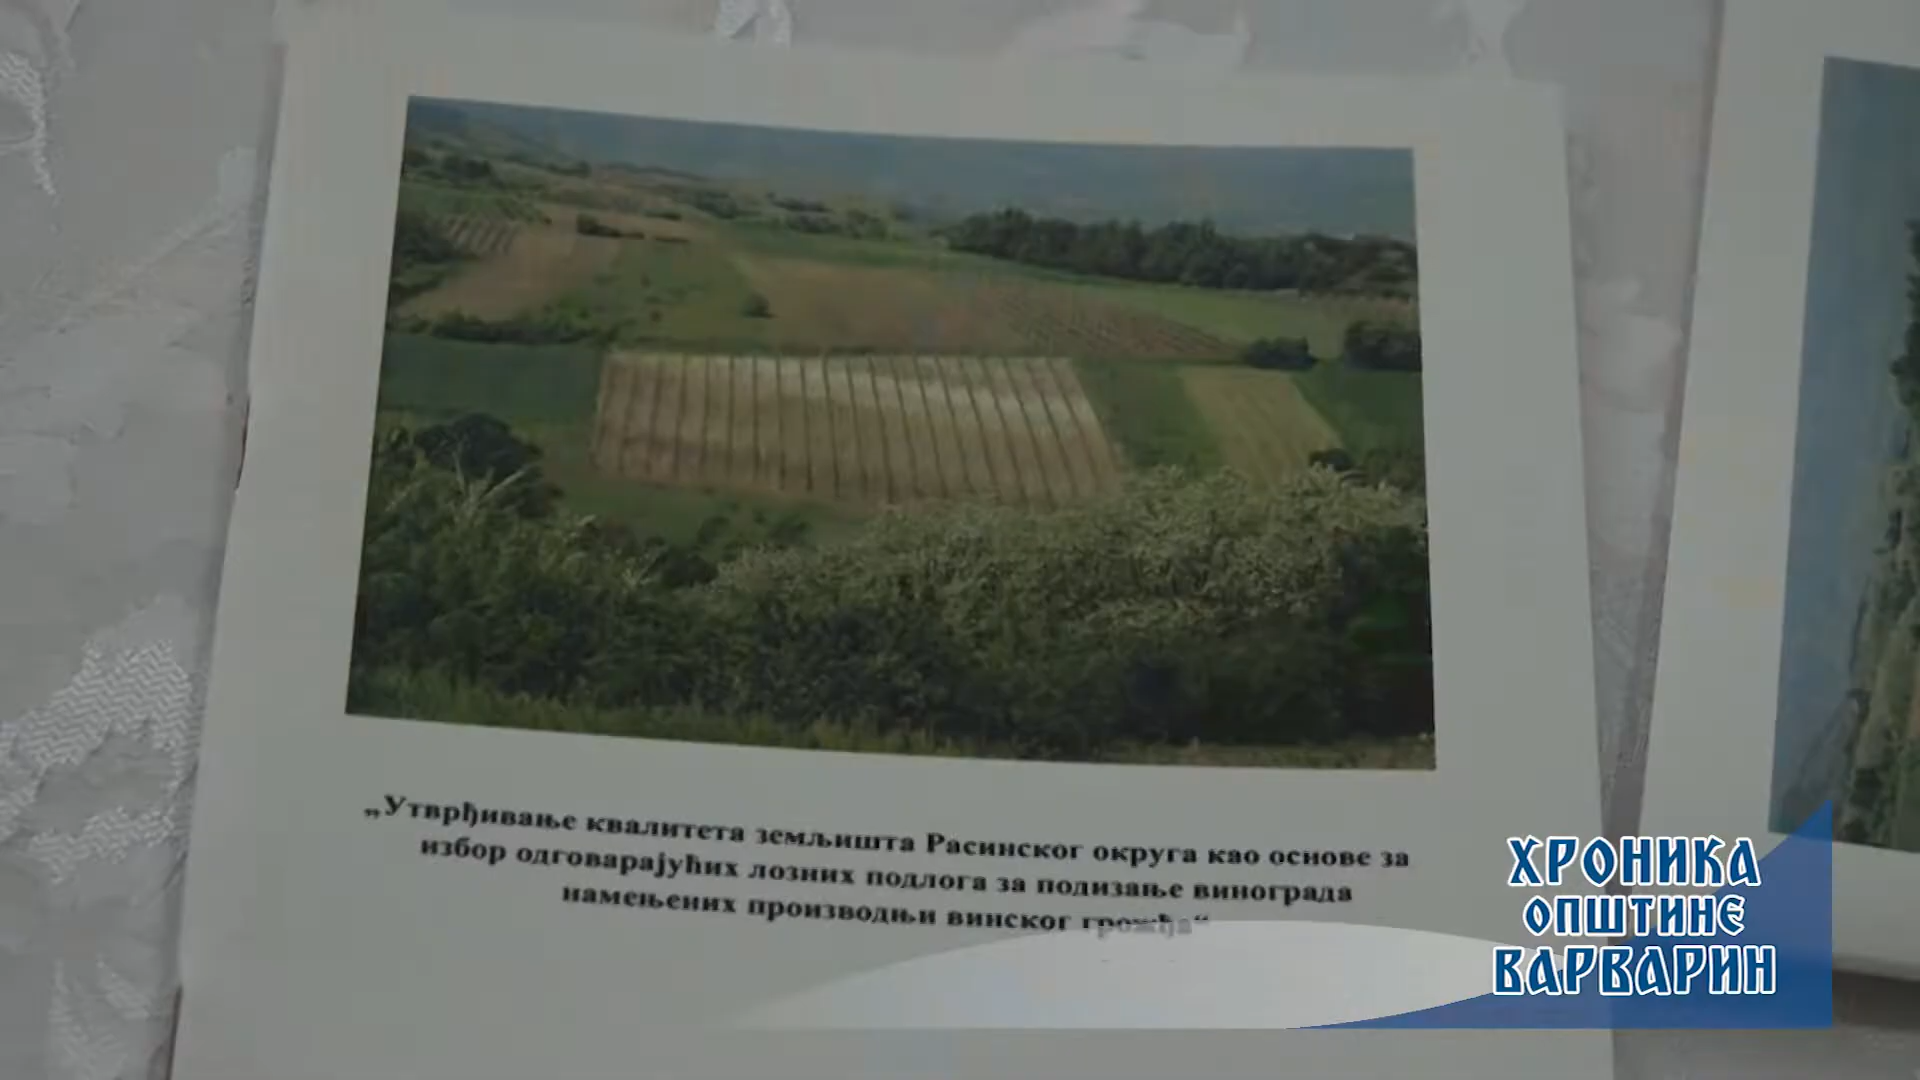 „Утврђивање квалитета земљишта Расинског округа као основе за
избор одговарајућих лозних подлога за подизање винограда
намењених производњи винског грожђа“
ХРОНИКА
ОПШТИНЕ
ВАРВАРИН